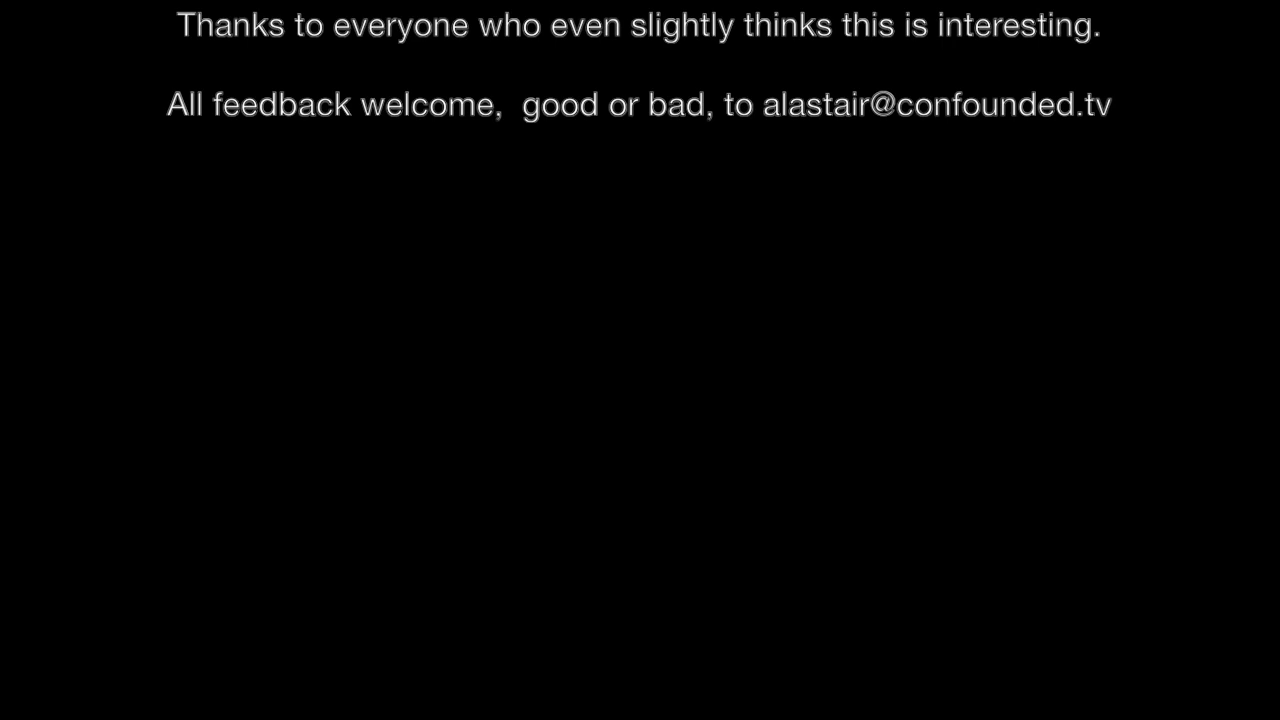 Thanks to everyone who even slightly thinks this is interesting.
All feedback welcome,  good or bad, to alastair@confounded.tv